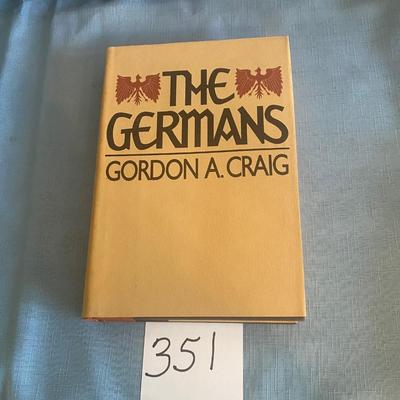 THE
GERMANS
GORDON A. CRAIG
351